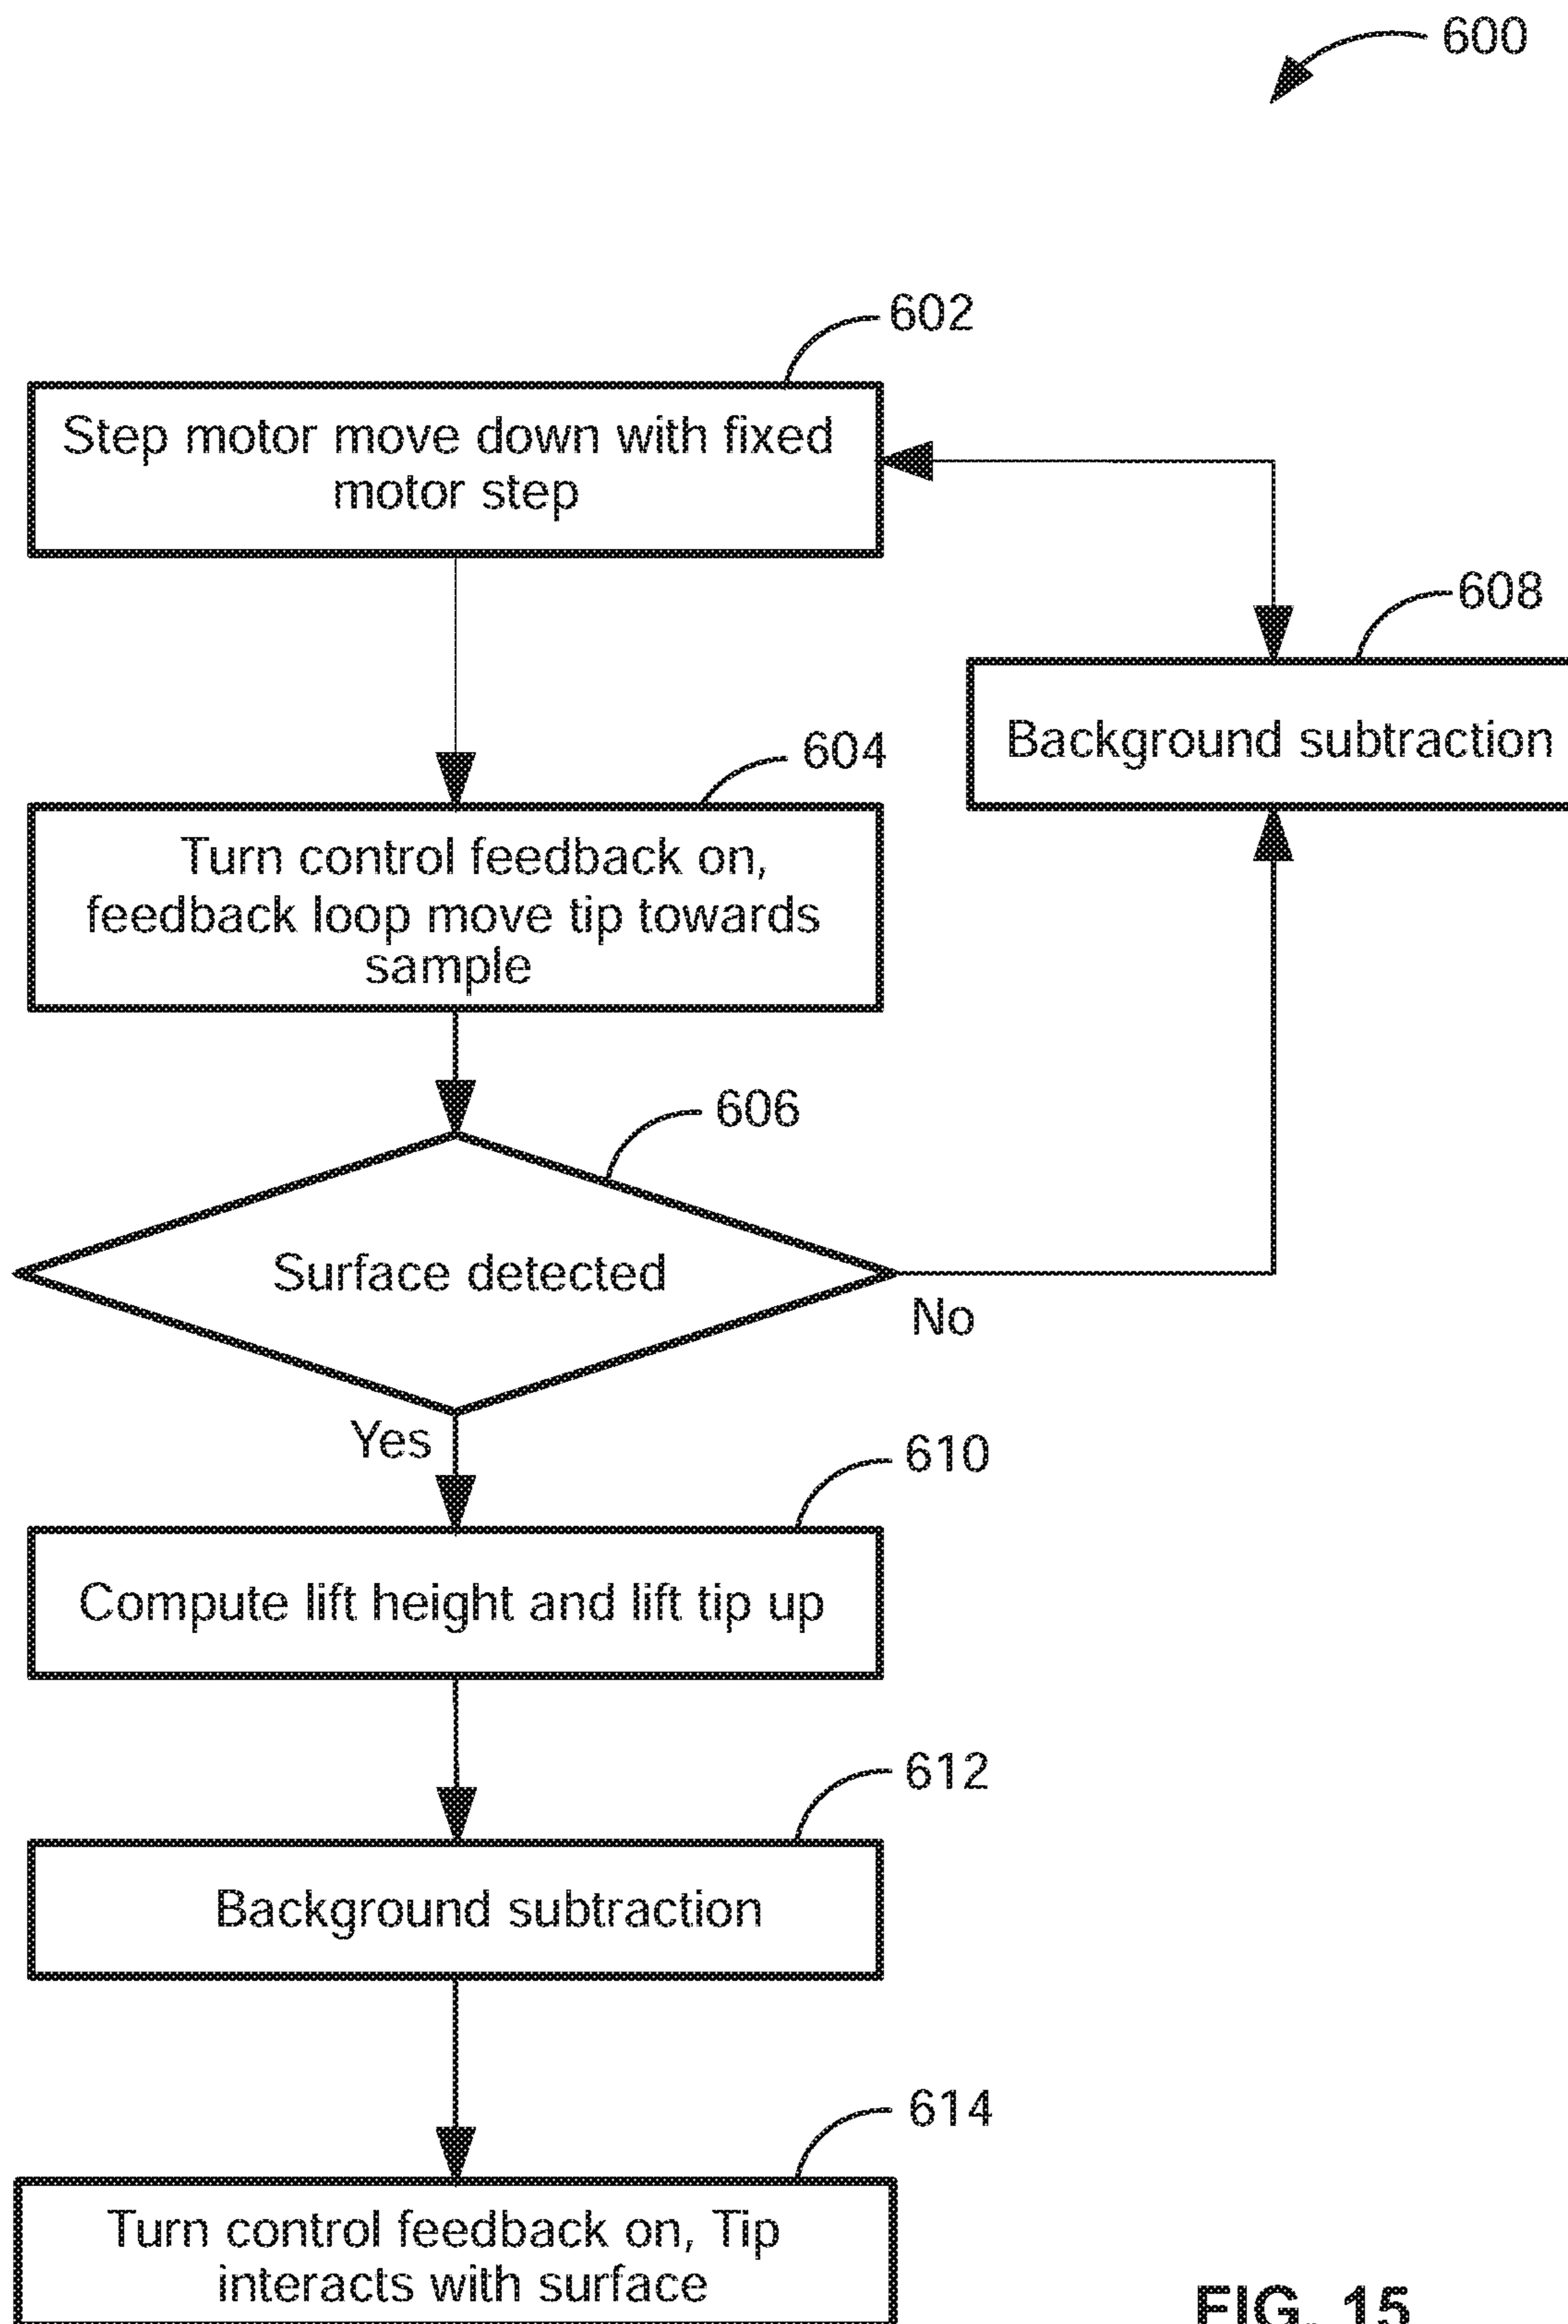 600
602
Step motor move down with fixed
motor step
608
Background subtraction
604
Turn control feedback on,
feedback loop move tip towards
sample
606
Surface detected
No
Yes
610
Compute lift height and lift tip up
612
Background subtraction
614
Turn control feedback on, Tip
interacts with surface
FIG. 15